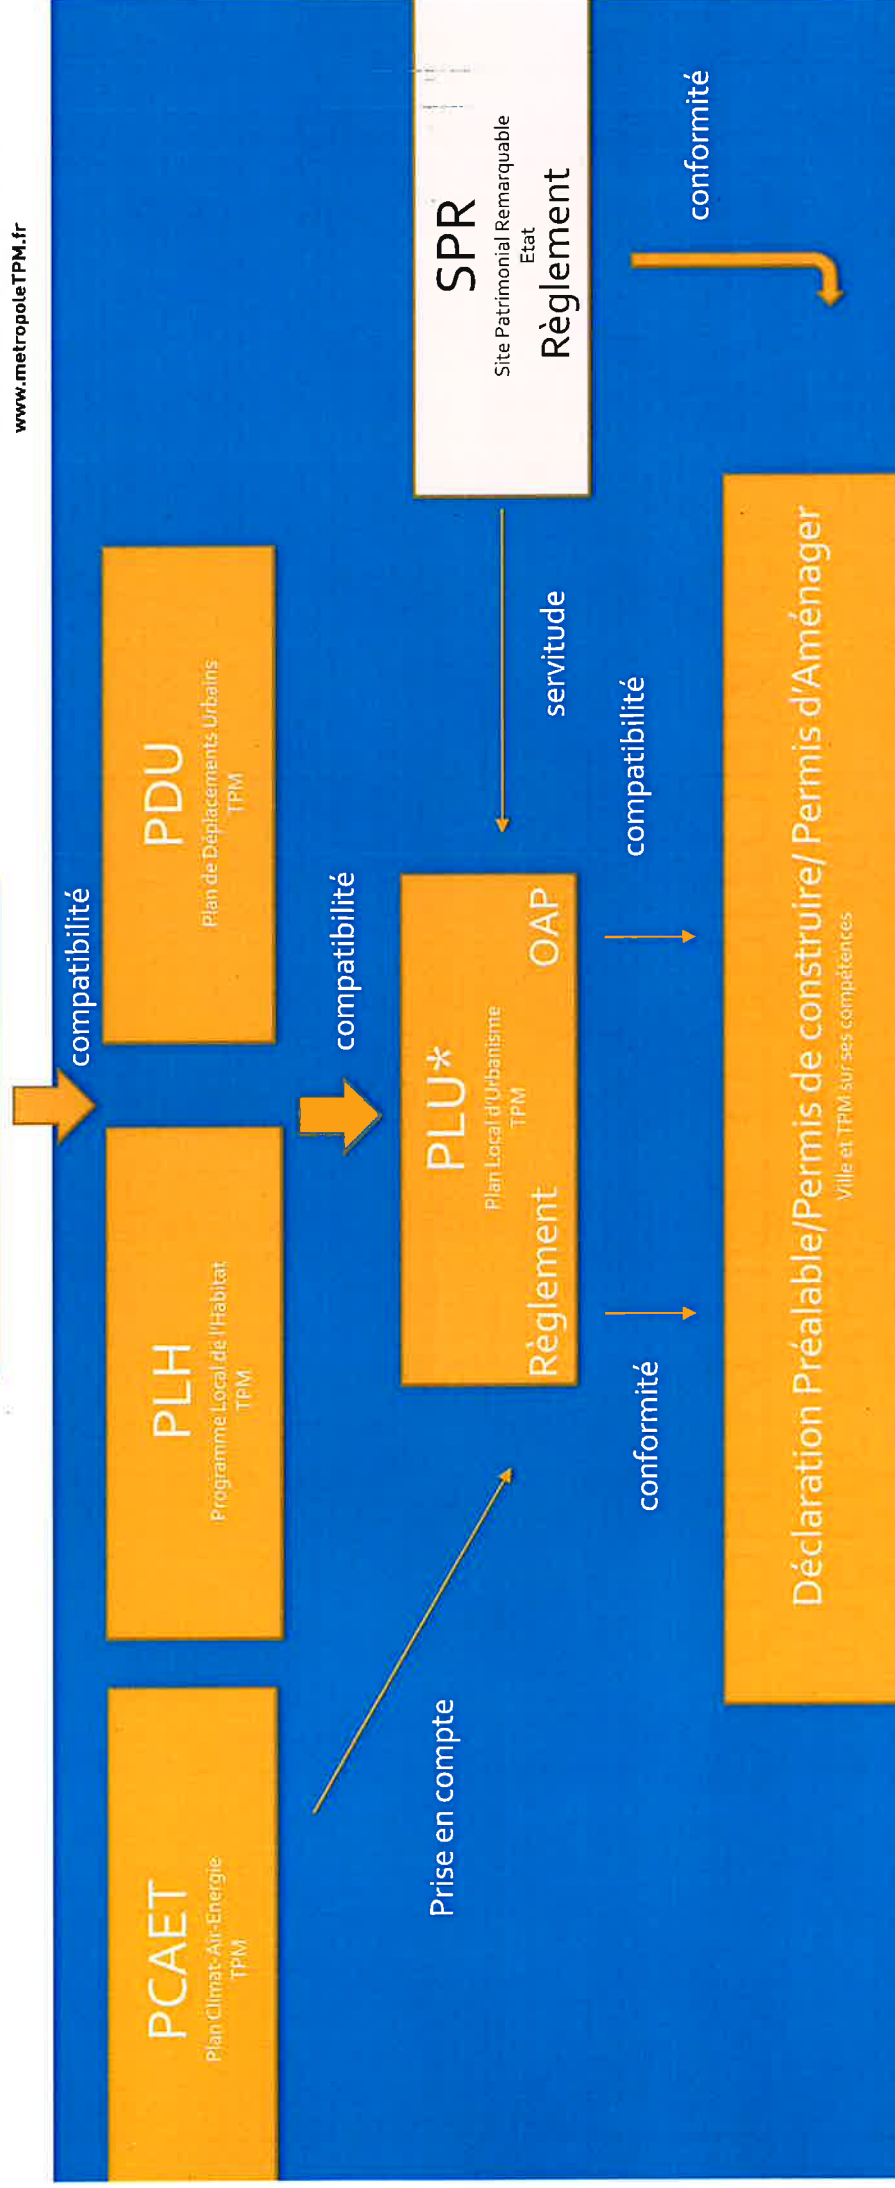 www.metropoleTPM.fr
compatibilité
PCAET
Plan Climat-Air-Energie
TPM
PLH
Programme Local de l'Habitat
TPM
PDU
Plan de Déplacements Urbains
TPM
compatibilité
Prise en compte
PLU*
Plan Local d'Urbanisme
TPM
Règlement
OAP
servitude
SPR
Site Patrimonial Remarquable
Etat
Règlement
conformité
compatibilité
conformité
Déclaration Préalable/Permis de construire/ Permis d'Aménager
Ville et TPM sur ses compétences